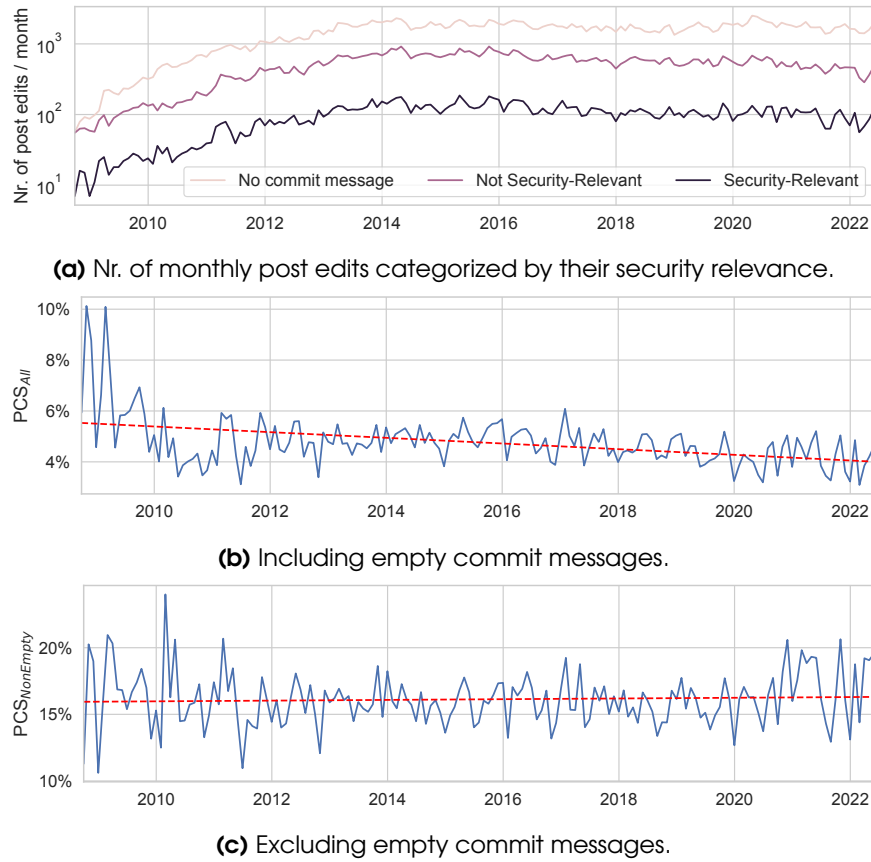 Nr. of post edits / month
10³
10²
10¹
No commit message
Not Security-Relevant
Security-Relevant
2010 2012 2014 2016 2018 2020 2022
(a) Nr. of monthly post edits categorized by their security relevance.
PCS_All
10%
8%
6%
4%
2010 2012 2014 2016 2018 2020 2022
(b) Including empty commit messages.
PCS_NonEmpty
20%
15%
10%
2010 2012 2014 2016 2018 2020 2022
(c) Excluding empty commit messages.